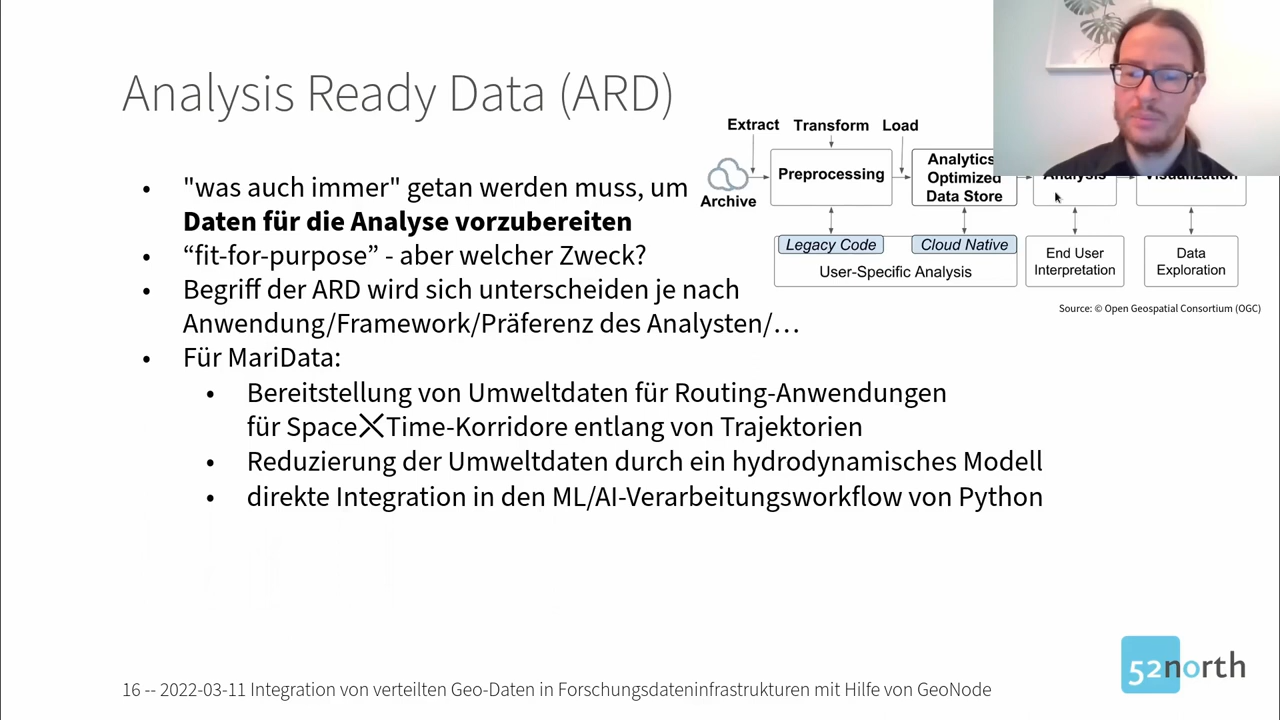 Analysis Ready Data (ARD)
• "was auch immer" getan werden muss, um
Daten für die Analyse vorzubereiten
• “fit-for-purpose” - aber welcher Zweck?
• Begriff der ARD wird sich unterscheiden je nach
Anwendung/Framework/Präferenz des Analysten/…
• Für MariData:
• Bereitstellung von Umweltdaten für Routing-Anwendungen
für Space╳Time-Korridore entlang von Trajektorien
• Reduzierung der Umweltdaten durch ein hydrodynamisches Modell
• direkte Integration in den ML/AI-Verarbeitungsworkflow von Python
Extract Transform Load
Archive
Preprocessing
Analytics
Optimized
Data Store
Analysis
Visualization
Legacy Code
Cloud Native
User-Specific Analysis
End User
Interpretation
Data
Exploration
Source: © Open Geospatial Consortium (OGC)
16 -- 2022-03-11 Integration von verteilten Geo-Daten in Forschungsdateninfrastrukturen mit Hilfe von GeoNode
52north